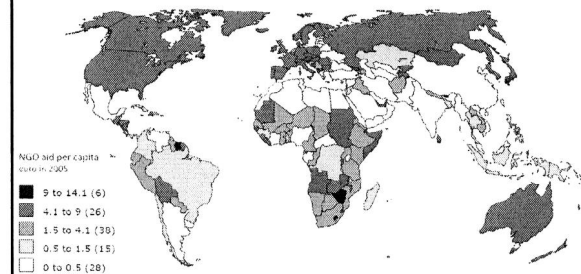 NGO aid per capita
euro in 2005
9 to 14.1 (6)
4.1 to 9 (26)
1.5 to 4.1 (38)
0.5 to 1.5 (15)
0 to 0.5 (28)